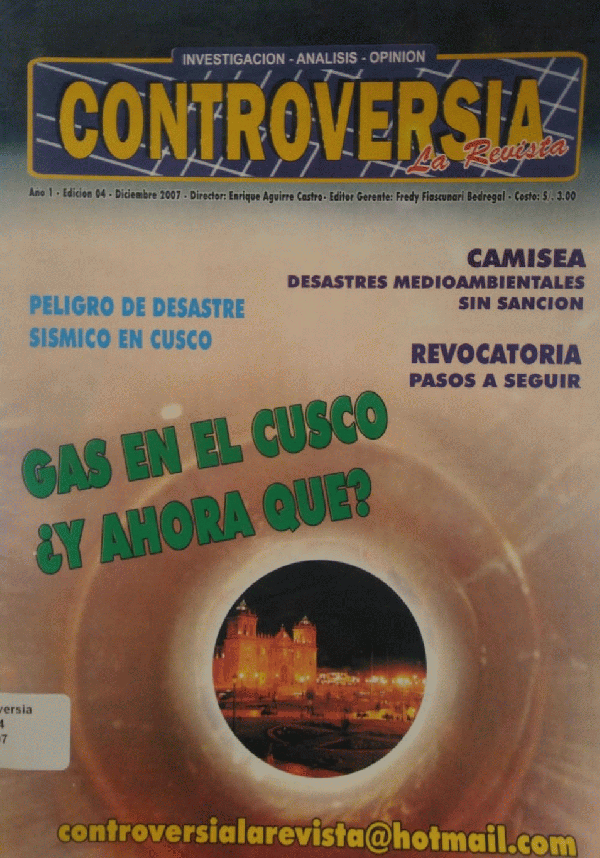 INVESTIGACION - ANALISIS - OPINION
CONTROVERSIA
La Revista
Ano 1 - Edicion 04 - Diciembre 2007 - Director: Enrique Aguirre Castro- Editor Gerente: Fredy Fiascunari Bedregal - Costo: S/. 3.00
CAMISEA
DESASTRES MEDIOAMBIENTALES
SIN SANCION
PELIGRO DE DESASTRE
SISMICO EN CUSCO
REVOCATORIA
PASOS A SEGUIR
GAS EN EL CUSCO
¿Y AHORA QUE?
versia
4
07
controversialarevista@hotmail.com